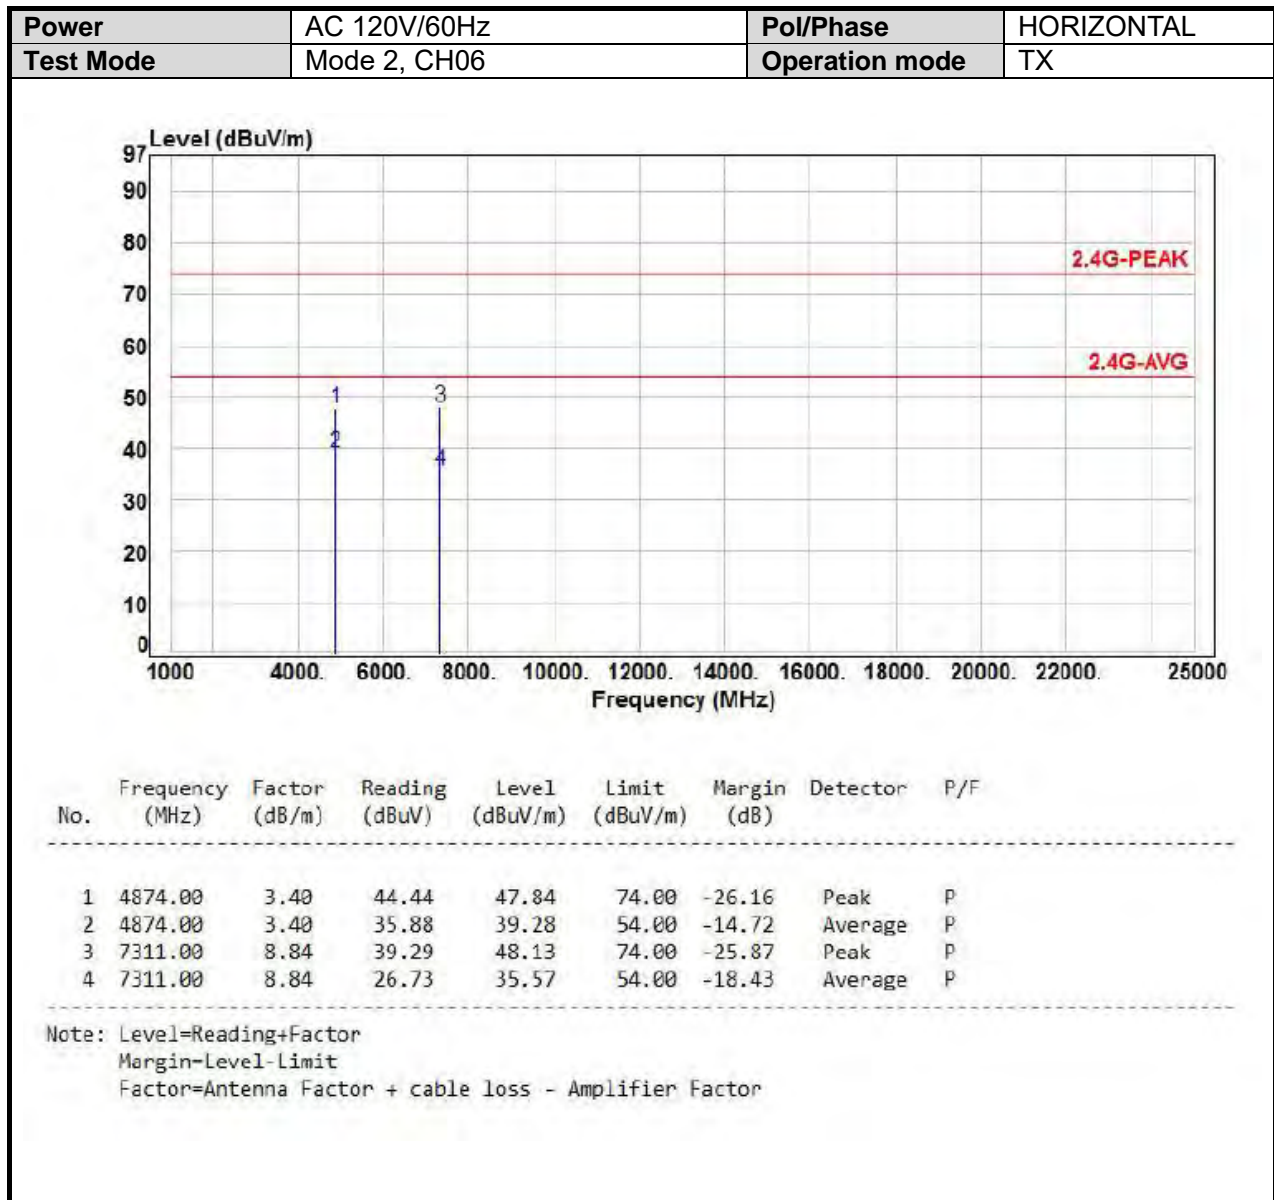 Power AC 120V/60Hz Pol/Phase HORIZONTAL
Test Mode Mode 2, CH06 Operation mode TX
Level (dBuV/m)
97
90
80
2.4G-PEAK
70
60
2.4G-AVG
50 1 3
2
40 4
30
20
10
0
1000 4000. 6000. 8000. 10000. 12000. 14000. 16000. 18000. 20000. 22000. 25000
Frequency (MHz)
Frequency Factor Reading Level Limit Margin Detector P/F
No. (MHz) (dB/m) (dBuV) (dBuV/m) (dBuV/m) (dB)
1 4874.00 3.40 44.44 47.84 74.00 -26.16 Peak P
2 4874.00 3.40 35.88 39.28 54.00 -14.72 Average P
3 7311.00 8.84 39.29 48.13 74.00 -25.87 Peak P
4 7311.00 8.84 26.73 35.57 54.00 -18.43 Average P
Note: Level=Reading+Factor
Margin=Level-Limit
Factor=Antenna Factor + cable loss - Amplifier Factor